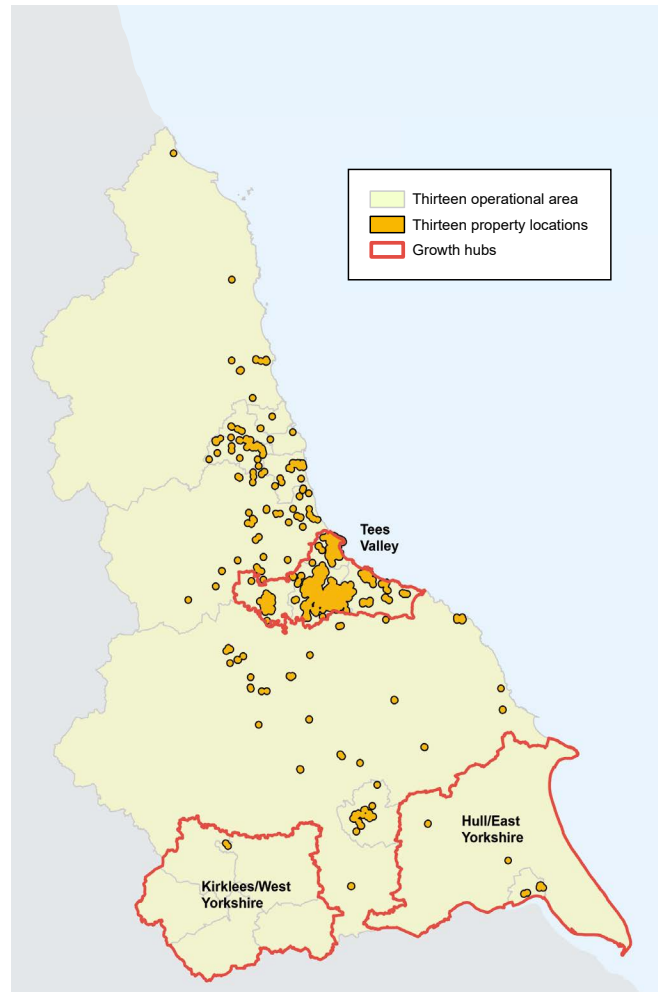 Thirteen operational area
Thirteen property locations
Growth hubs
Tees
Valley
Hull/East
Yorkshire
Kirklees/West
Yorkshire